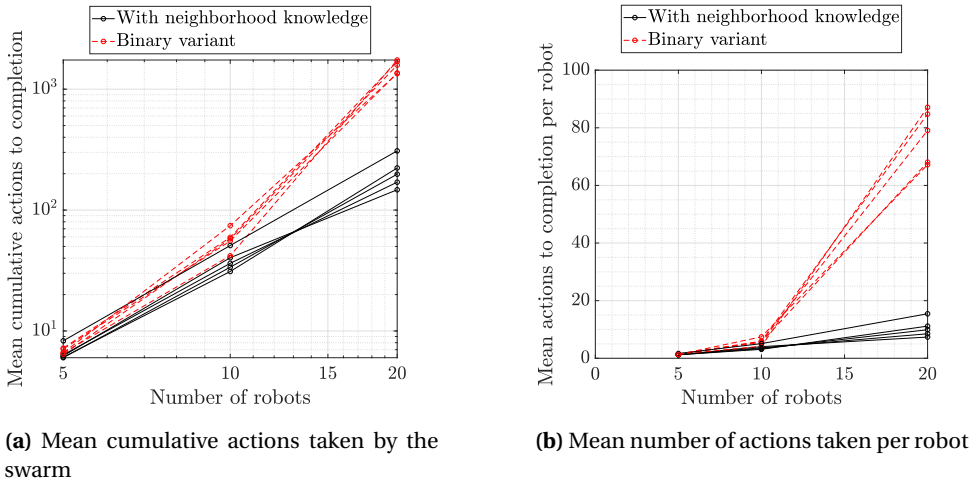 With neighborhood knowledge
Binary variant
Mean cumulative actions to completion
10^3
10^2
10^1
5
10
15
20
Number of robots
(a) Mean cumulative actions taken by the
swarm
With neighborhood knowledge
Binary variant
Mean actions to completion per robot
100
80
60
40
20
0
0
5
10
15
20
Number of robots
(b) Mean number of actions taken per robot